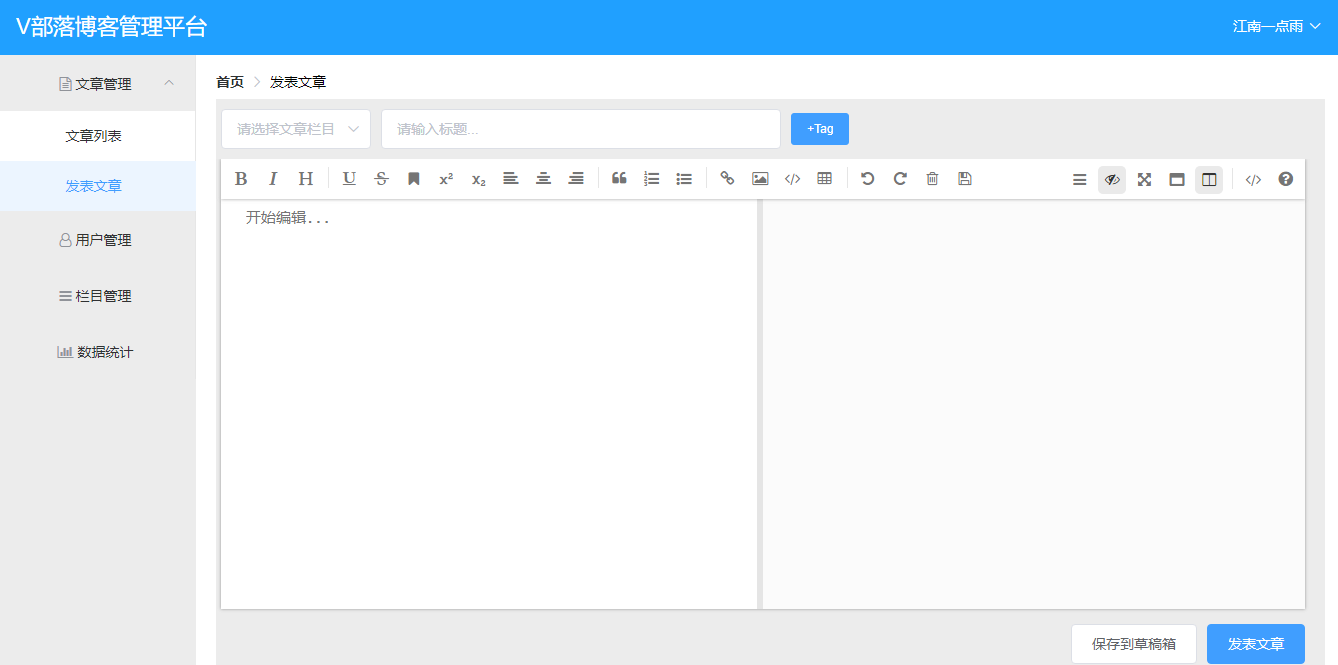 V部落博客管理平台
江南一点雨
文章管理
文章列表
发表文章
用户管理
栏目管理
数据统计
首页 发表文章
请选择文章栏目 请输入标题... +Tag
B I H U S x² x₂
开始编辑...
保存到草稿箱 发表文章